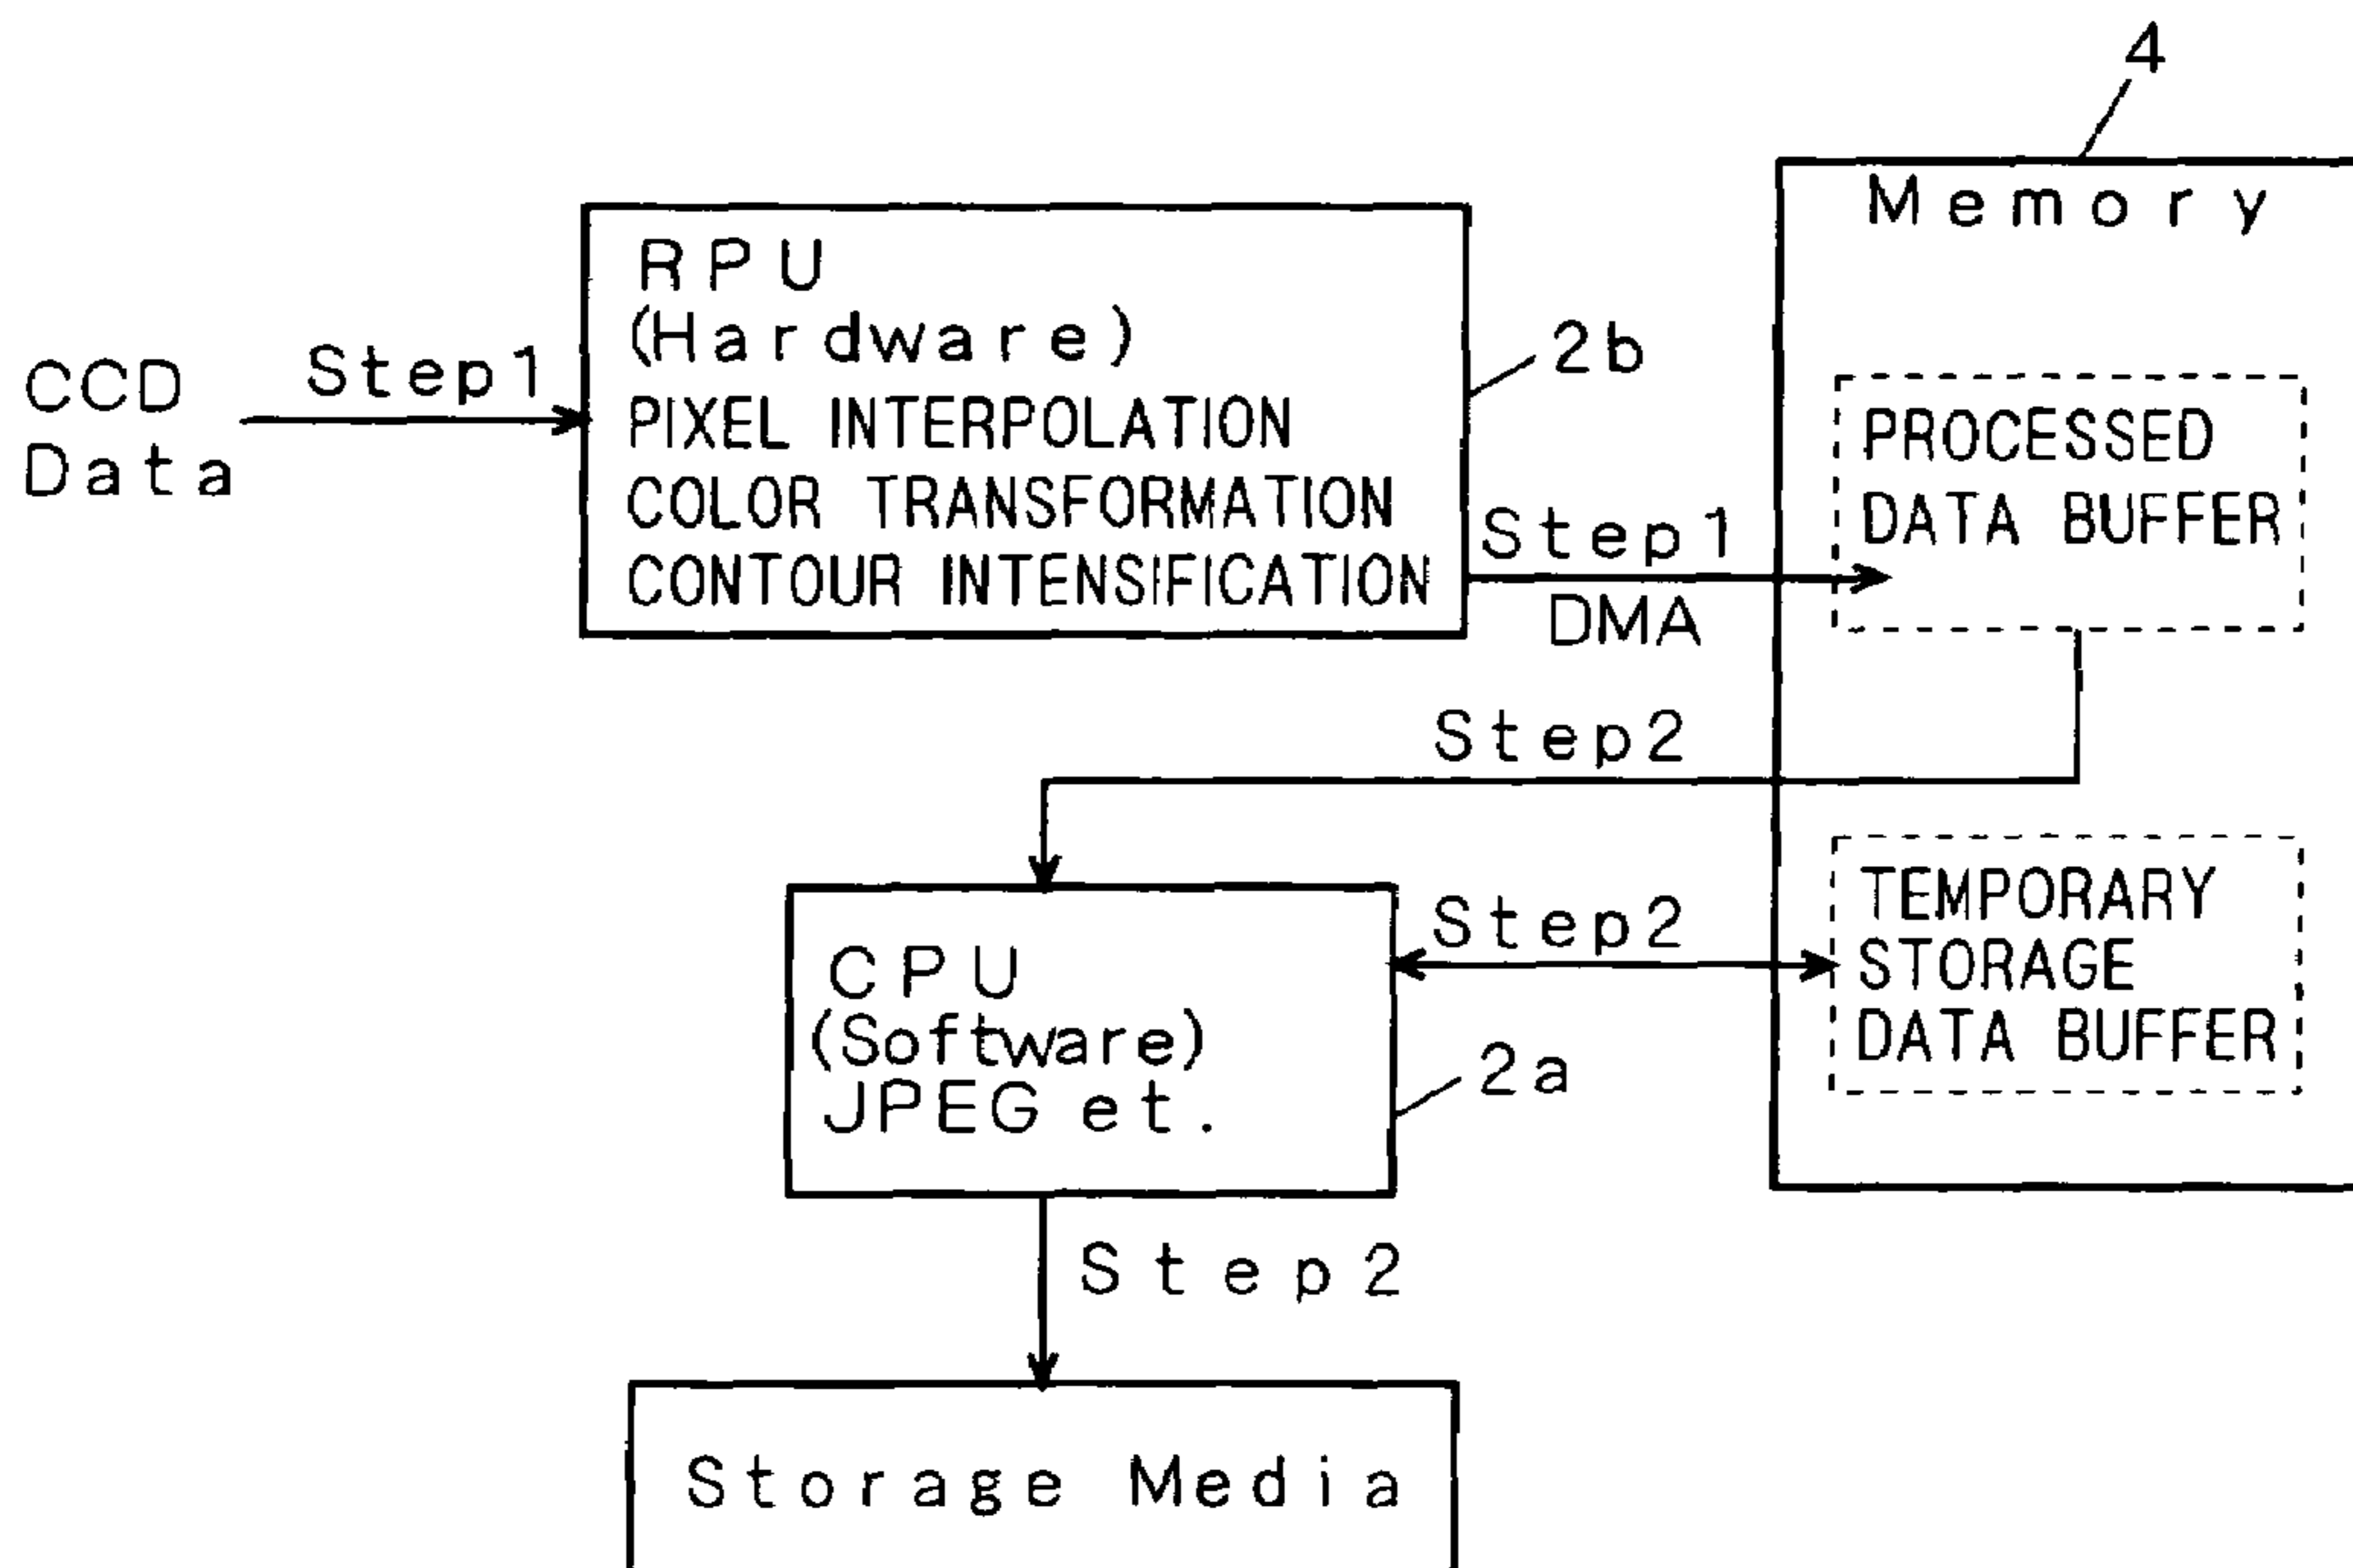 4
Memory
RPU
(Hardware)
PIXEL INTERPOLATION
COLOR TRANSFORMATION
CONTOUR INTENSIFICATION
2b
CCD
Data
Step1
PROCESSED
DATA BUFFER
Step1
DMA
Step2
TEMPORARY
STORAGE
DATA BUFFER
Step2
CPU
(Software)
JPEG et.
2a
Step2
Storage Media